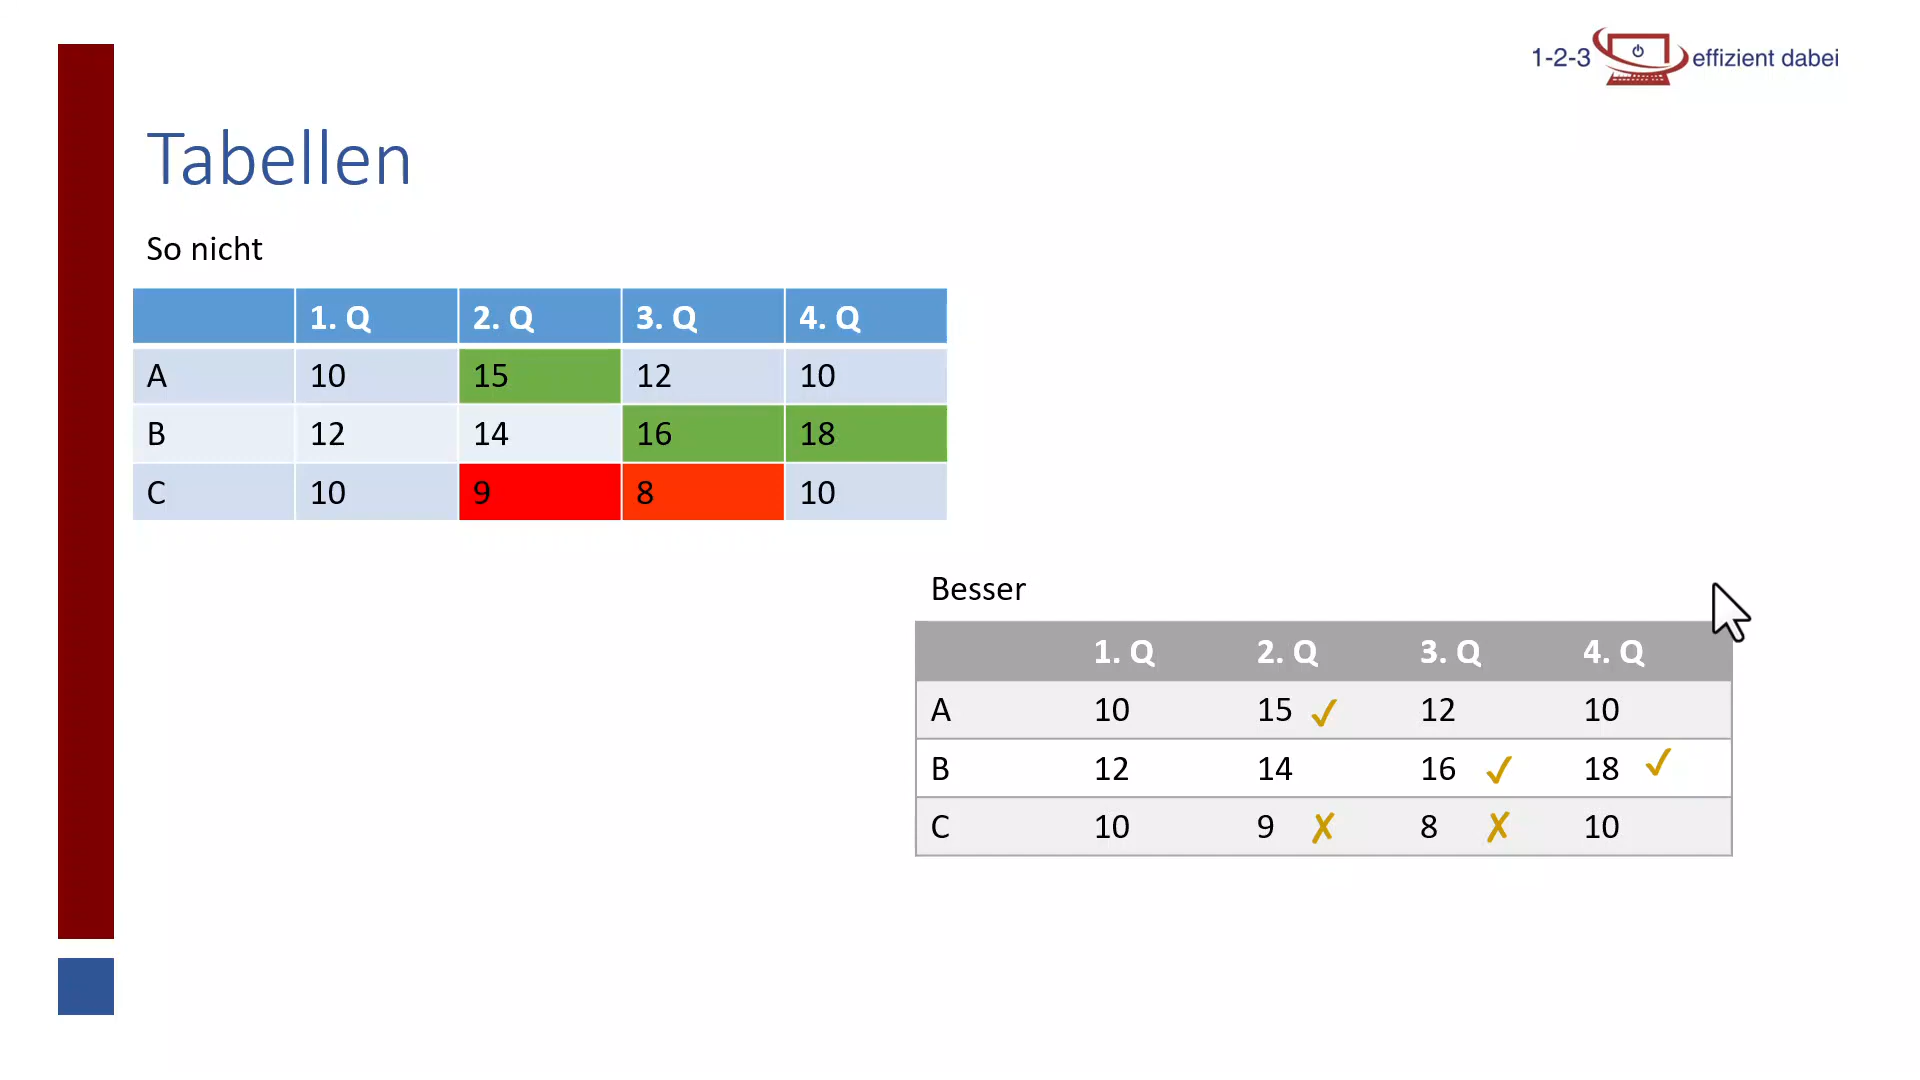 1-2-3 effizient dabei
Tabellen
So nicht
1. Q 2. Q 3. Q 4. Q
A 10 15 12 10
B 12 14 16 18
C 10 9 8 10
Besser
1. Q 2. Q 3. Q 4. Q
A 10 15 ✓ 12 10
B 12 14 16 ✓ 18 ✓
C 10 9 ✗ 8 ✗ 10